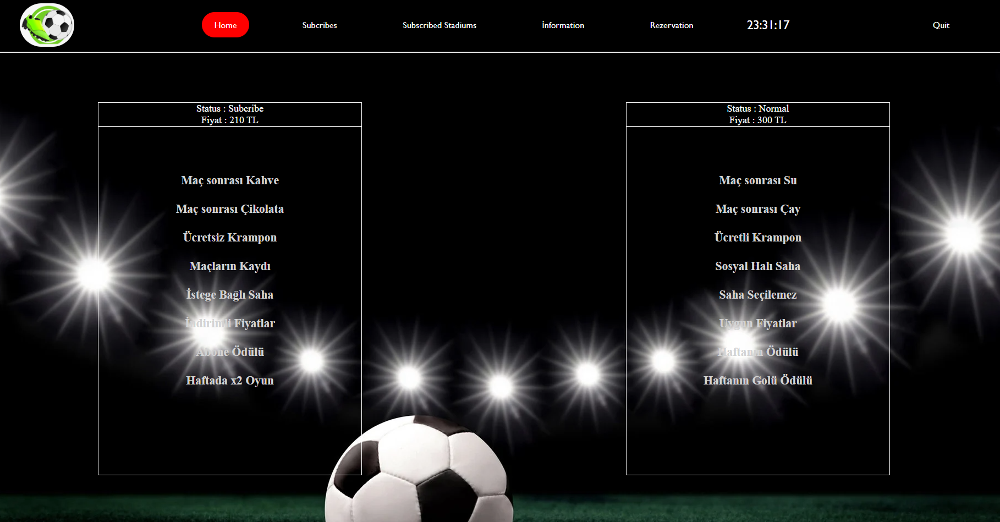 Home
Subcribes
Subscribed Stadiums
İnformation
Rezervation
23:31:17
Quit
Status : Subcribe
Fiyat : 210 TL
Maç sonrası Kahve
Maç sonrası Çikolata
Ücretsiz Krampon
Maçların Kaydı
İstege Bağlı Saha
İndirimli Fiyatlar
Abone Ödülü
Haftada x2 Oyun
Status : Normal
Fiyat : 300 TL
Maç sonrası Su
Maç sonrası Çay
Ücretli Krampon
Sosyal Halı Saha
Saha Seçilemez
Uygun Fiyatlar
Haftanın Ödülü
Haftanın Golü Ödülü